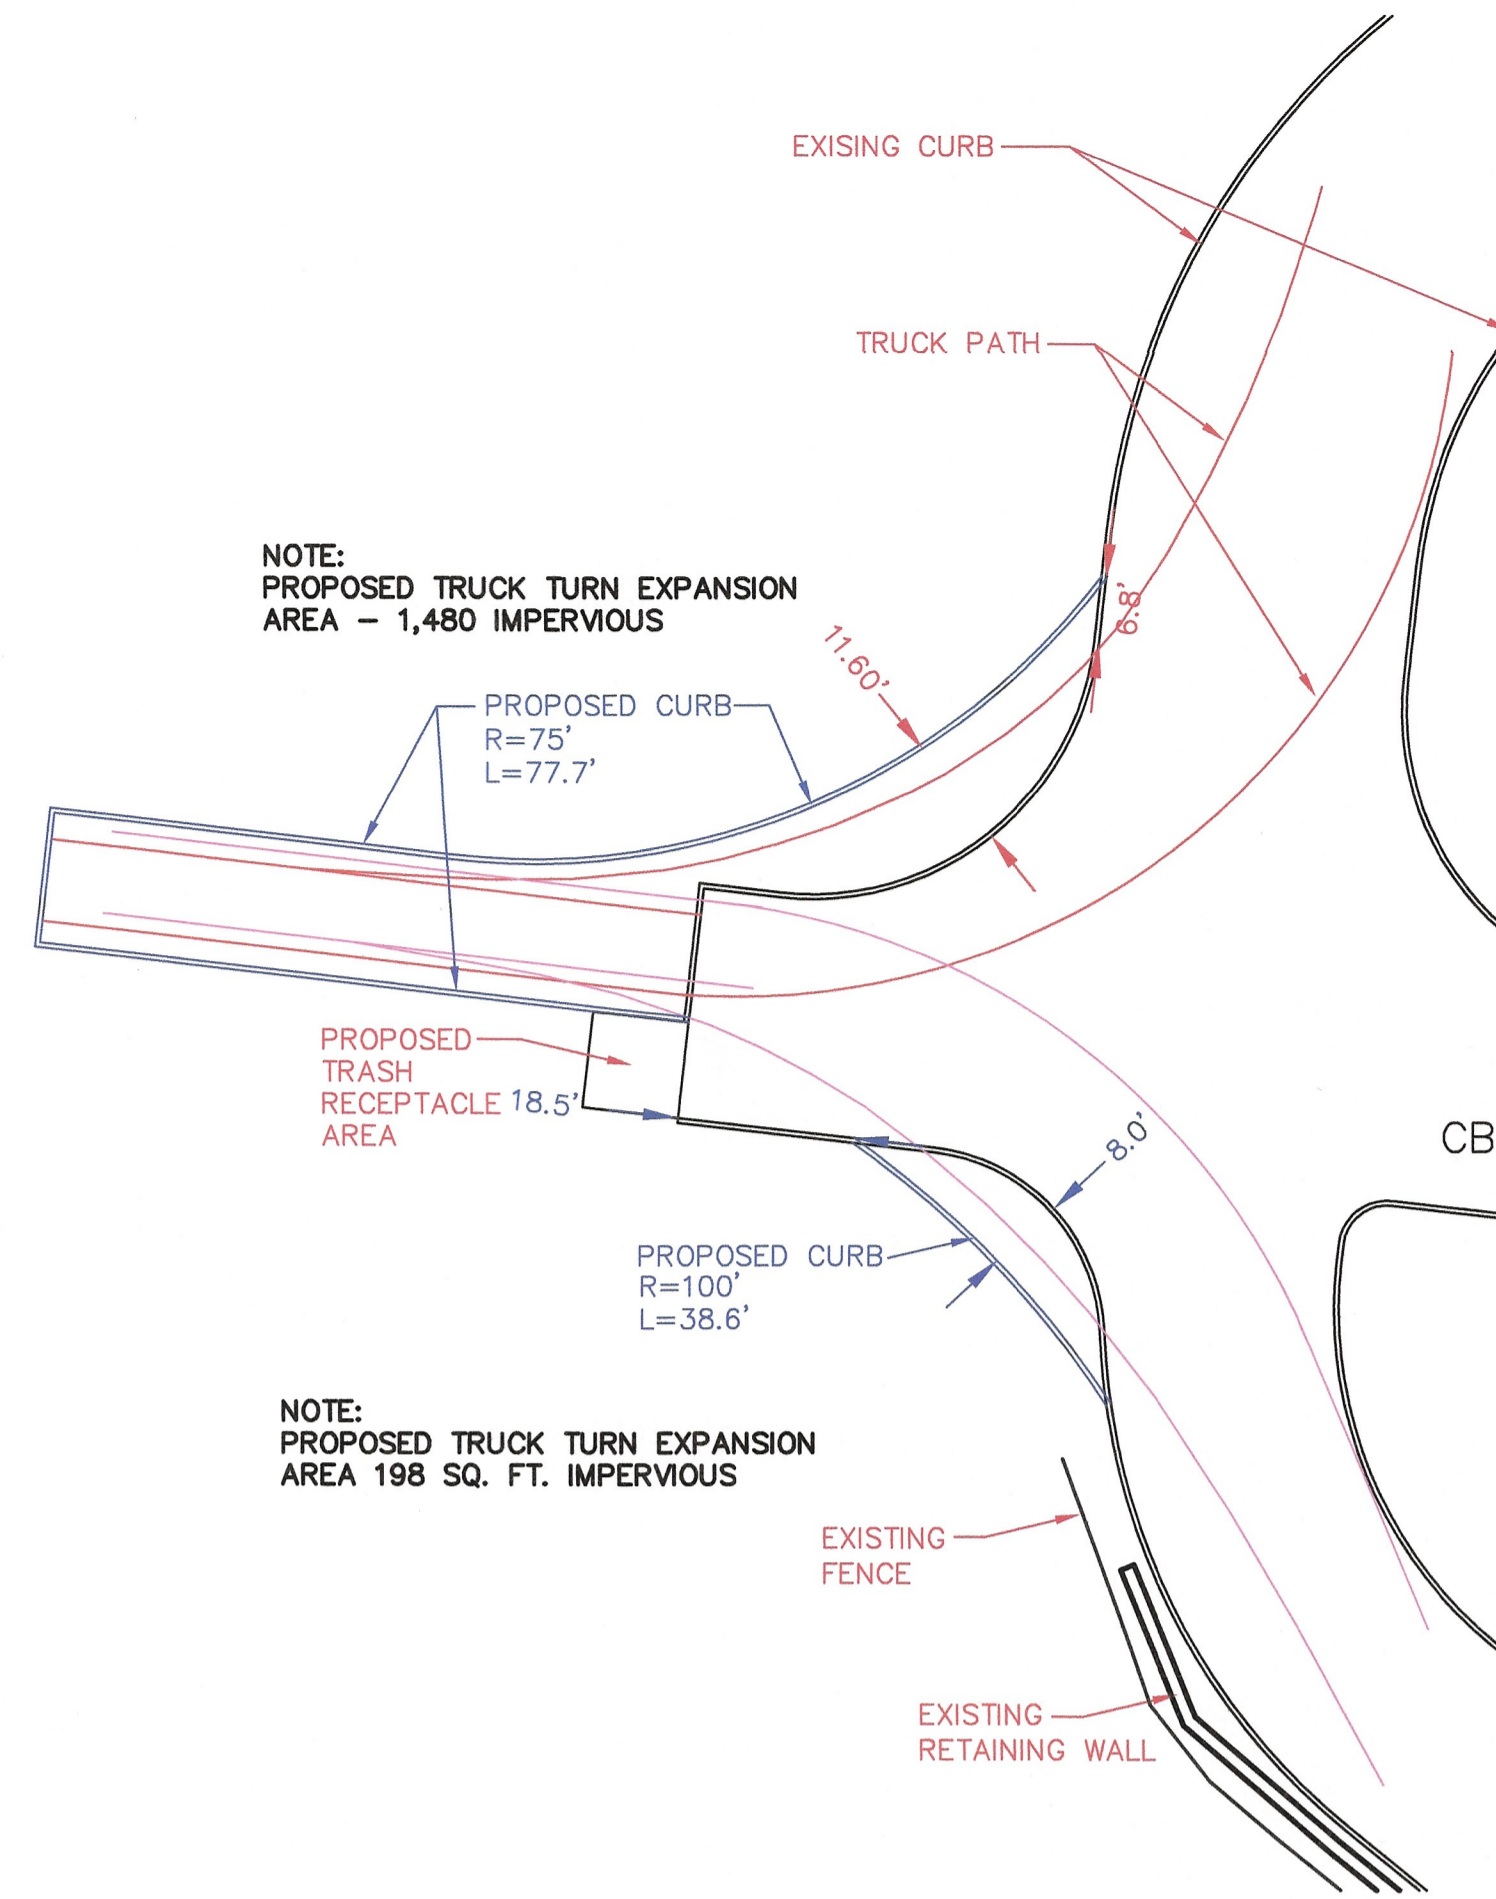 EXISING CURB
TRUCK PATH
NOTE:
PROPOSED TRUCK TURN EXPANSION
AREA - 1,480 IMPERVIOUS
6.8'
11.60'
PROPOSED CURB
R=75'
L=77.7'
PROPOSED
TRASH
RECEPTACLE 18.5'
AREA
8.0'
CB
PROPOSED CURB
R=100'
L=38.6'
NOTE:
PROPOSED TRUCK TURN EXPANSION
AREA 198 SQ. FT. IMPERVIOUS
EXISTING
FENCE
EXISTING
RETAINING WALL